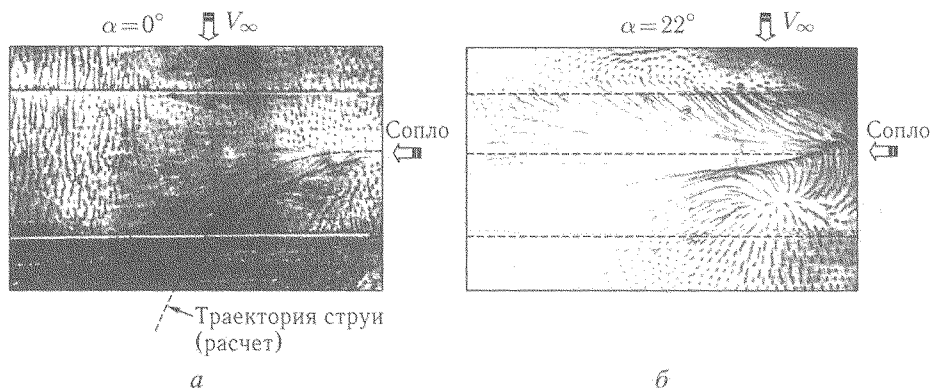 α=0° V∞
α=22° V∞
Сопло
Сопло
Траектория струи
(расчет)
а
б